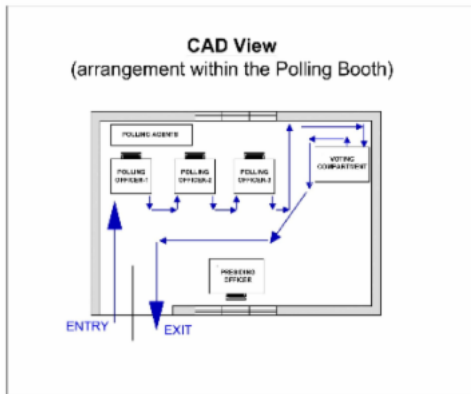 CAD View
(arrangement within the Polling Booth)
POLLING AGENTS
POLLING
OFFICER-1
POLLING
OFFICER-2
POLLING
OFFICER-3
VOTING
COMPARTMENT
PRESIDING
OFFICER
ENTRY
EXIT